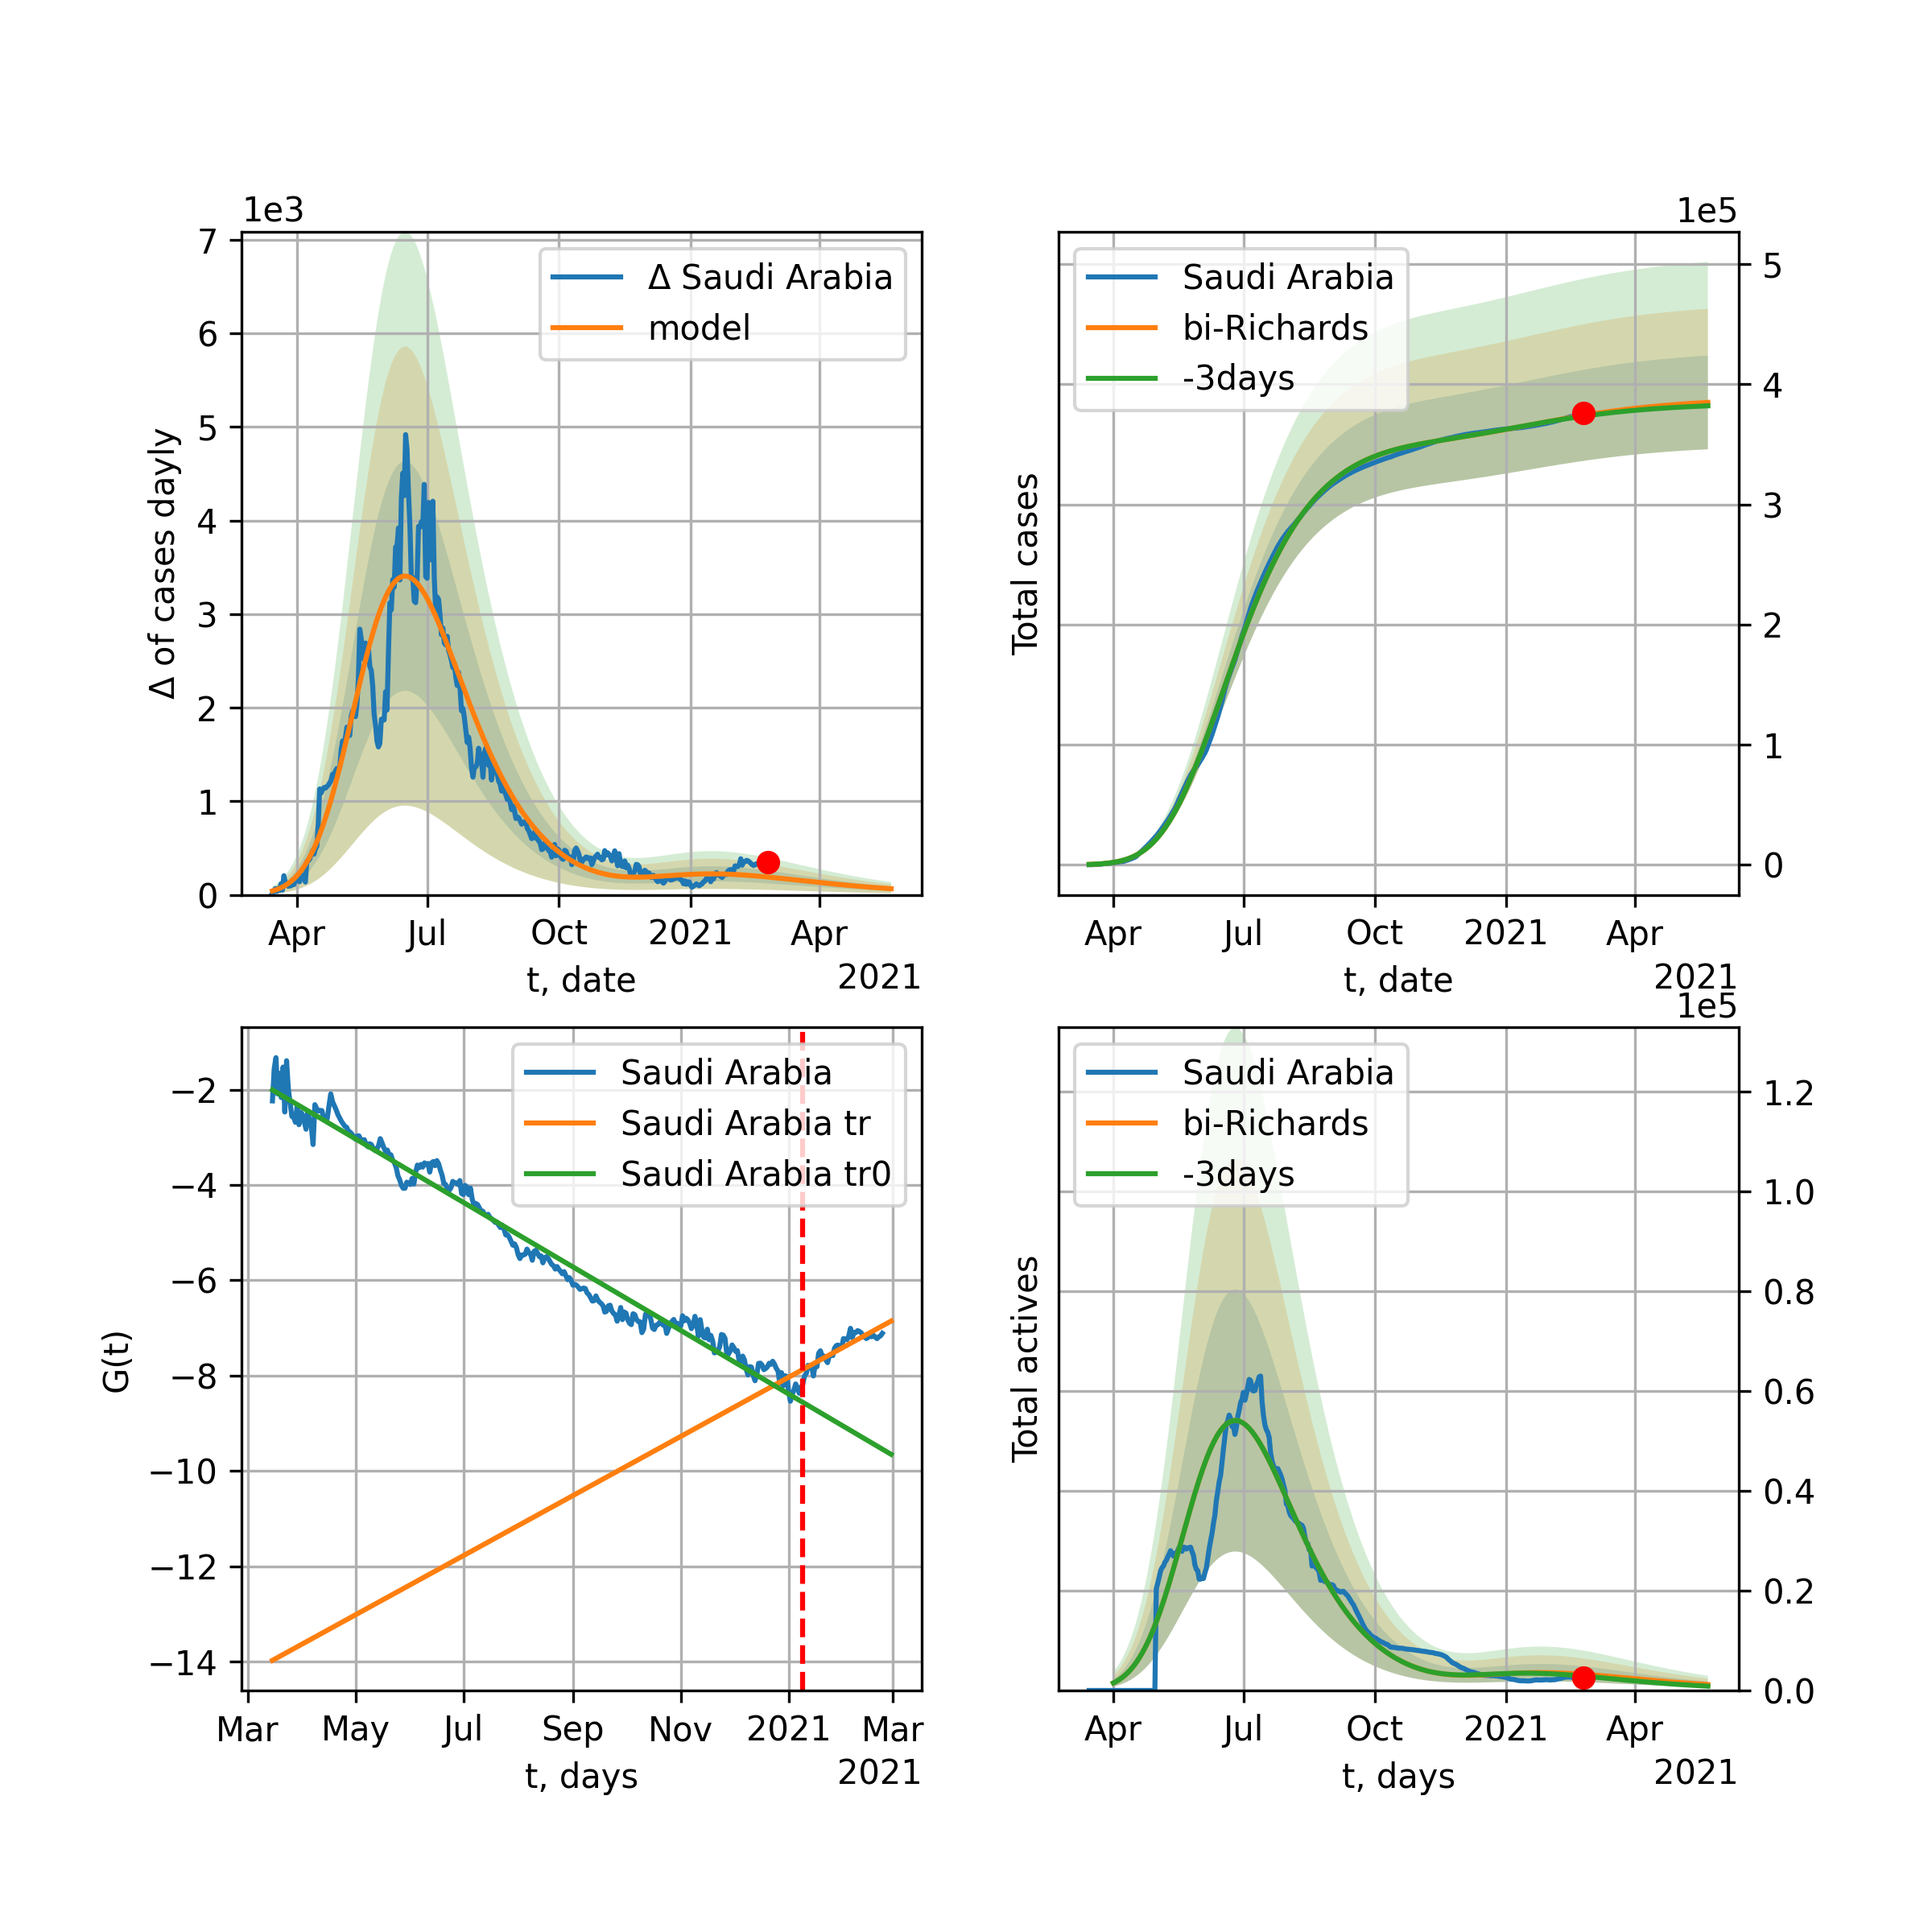 1e3
7
6
5
4
3
2
1
0
Δ of cases dayly
Δ Saudi Arabia
model
Apr Jul Oct 2021 Apr
t, date
2021
1e5
5
4
3
2
1
0
Total cases
Saudi Arabia
bi-Richards
-3days
Apr Jul Oct 2021 Apr
t, date
2021
−2
−4
−6
−8
−10
−12
−14
G(t)
Saudi Arabia
Saudi Arabia tr
Saudi Arabia tr0
Mar May Jul Sep Nov 2021 Mar
t, days
2021
1e5
1.2
1.0
0.8
0.6
0.4
0.2
0.0
Total actives
Saudi Arabia
bi-Richards
-3days
Apr Jul Oct 2021 Apr
t, days
2021